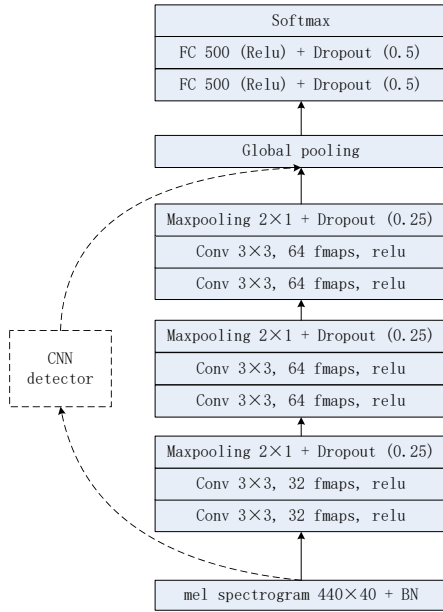 Softmax
FC 500 (Relu) + Dropout (0.5)
FC 500 (Relu) + Dropout (0.5)
Global pooling
Maxpooling 2×1 + Dropout (0.25)
Conv 3×3, 64 fmaps, relu
Conv 3×3, 64 fmaps, relu
Maxpooling 2×1 + Dropout (0.25)
Conv 3×3, 64 fmaps, relu
Conv 3×3, 64 fmaps, relu
CNN
detector
Maxpooling 2×1 + Dropout (0.25)
Conv 3×3, 32 fmaps, relu
Conv 3×3, 32 fmaps, relu
mel spectrogram 440×40 + BN